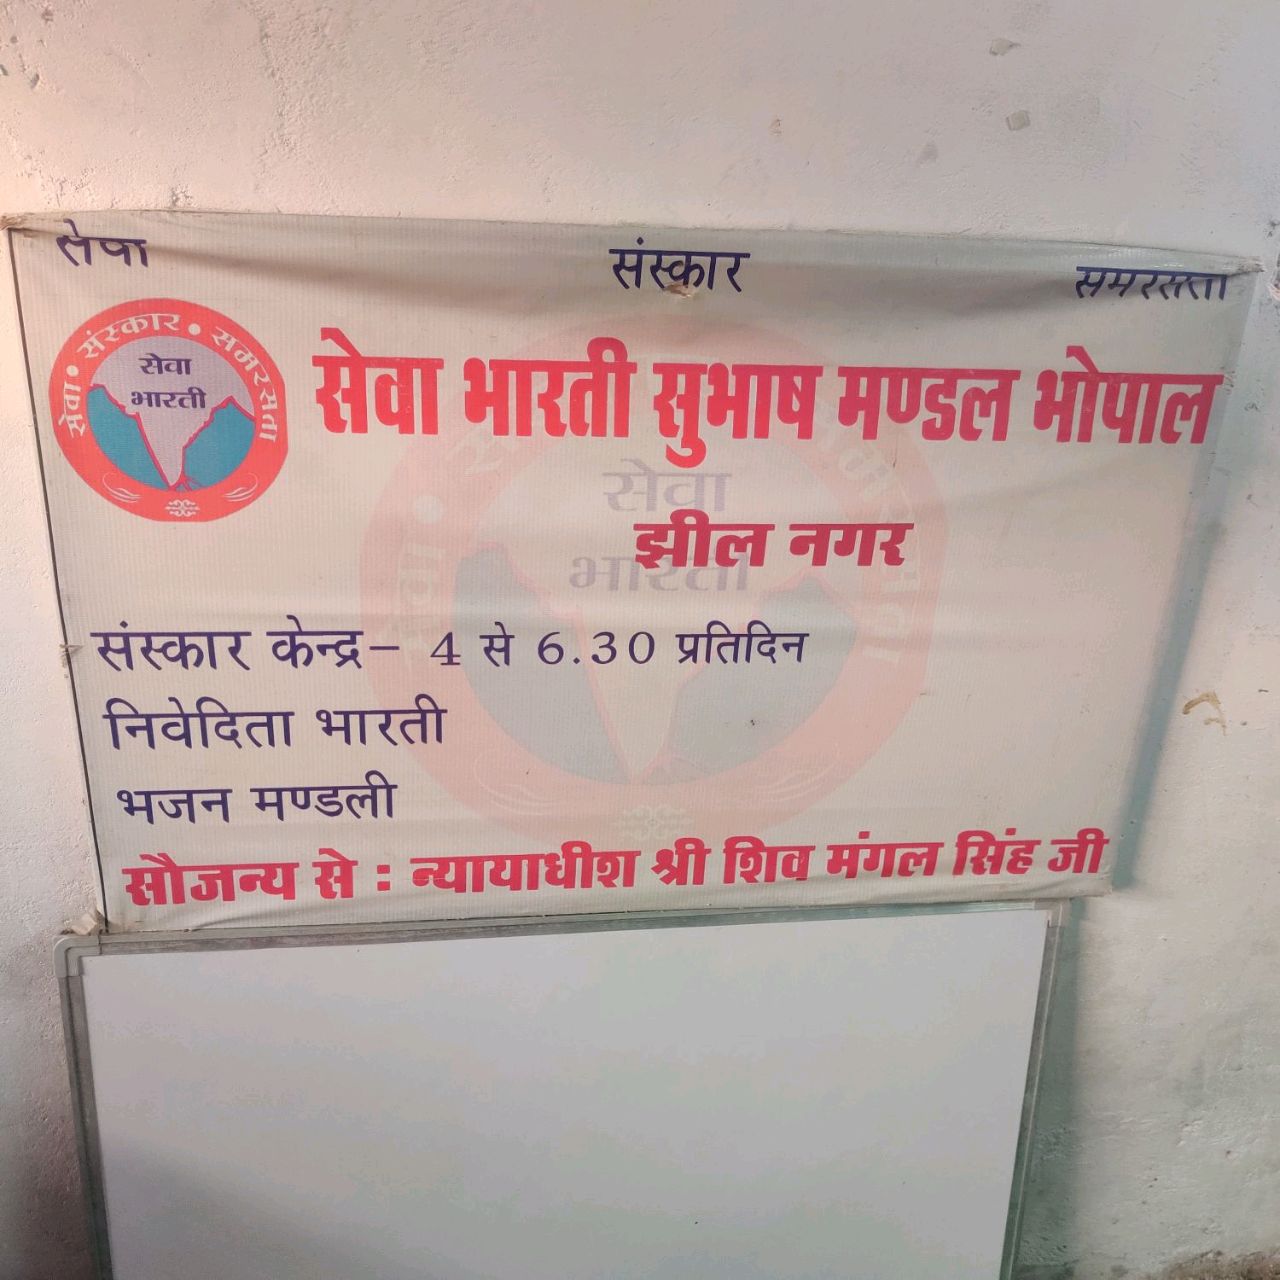 सेवा संस्कार समरसता
सेवा • संस्कार • समरसता
सेवा
भारती
सेवा भारती सुभाष मण्डल भोपाल
सेवा
भारती
झील नगर
संस्कार केन्द्र- 4 से 6.30 प्रतिदिन
निवेदिता भारती
भजन मण्डली
सौजन्य से : न्यायाधीश श्री शिव मंगल सिंह जी